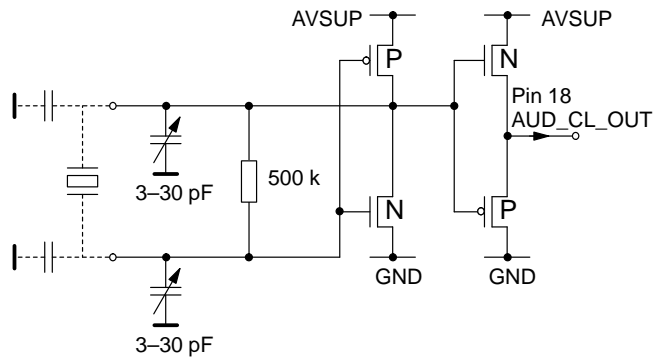 AVSUP
AVSUP
P
N
Pin 18
AUD_CL_OUT
3–30 pF
500 k
N
P
GND
GND
3–30 pF